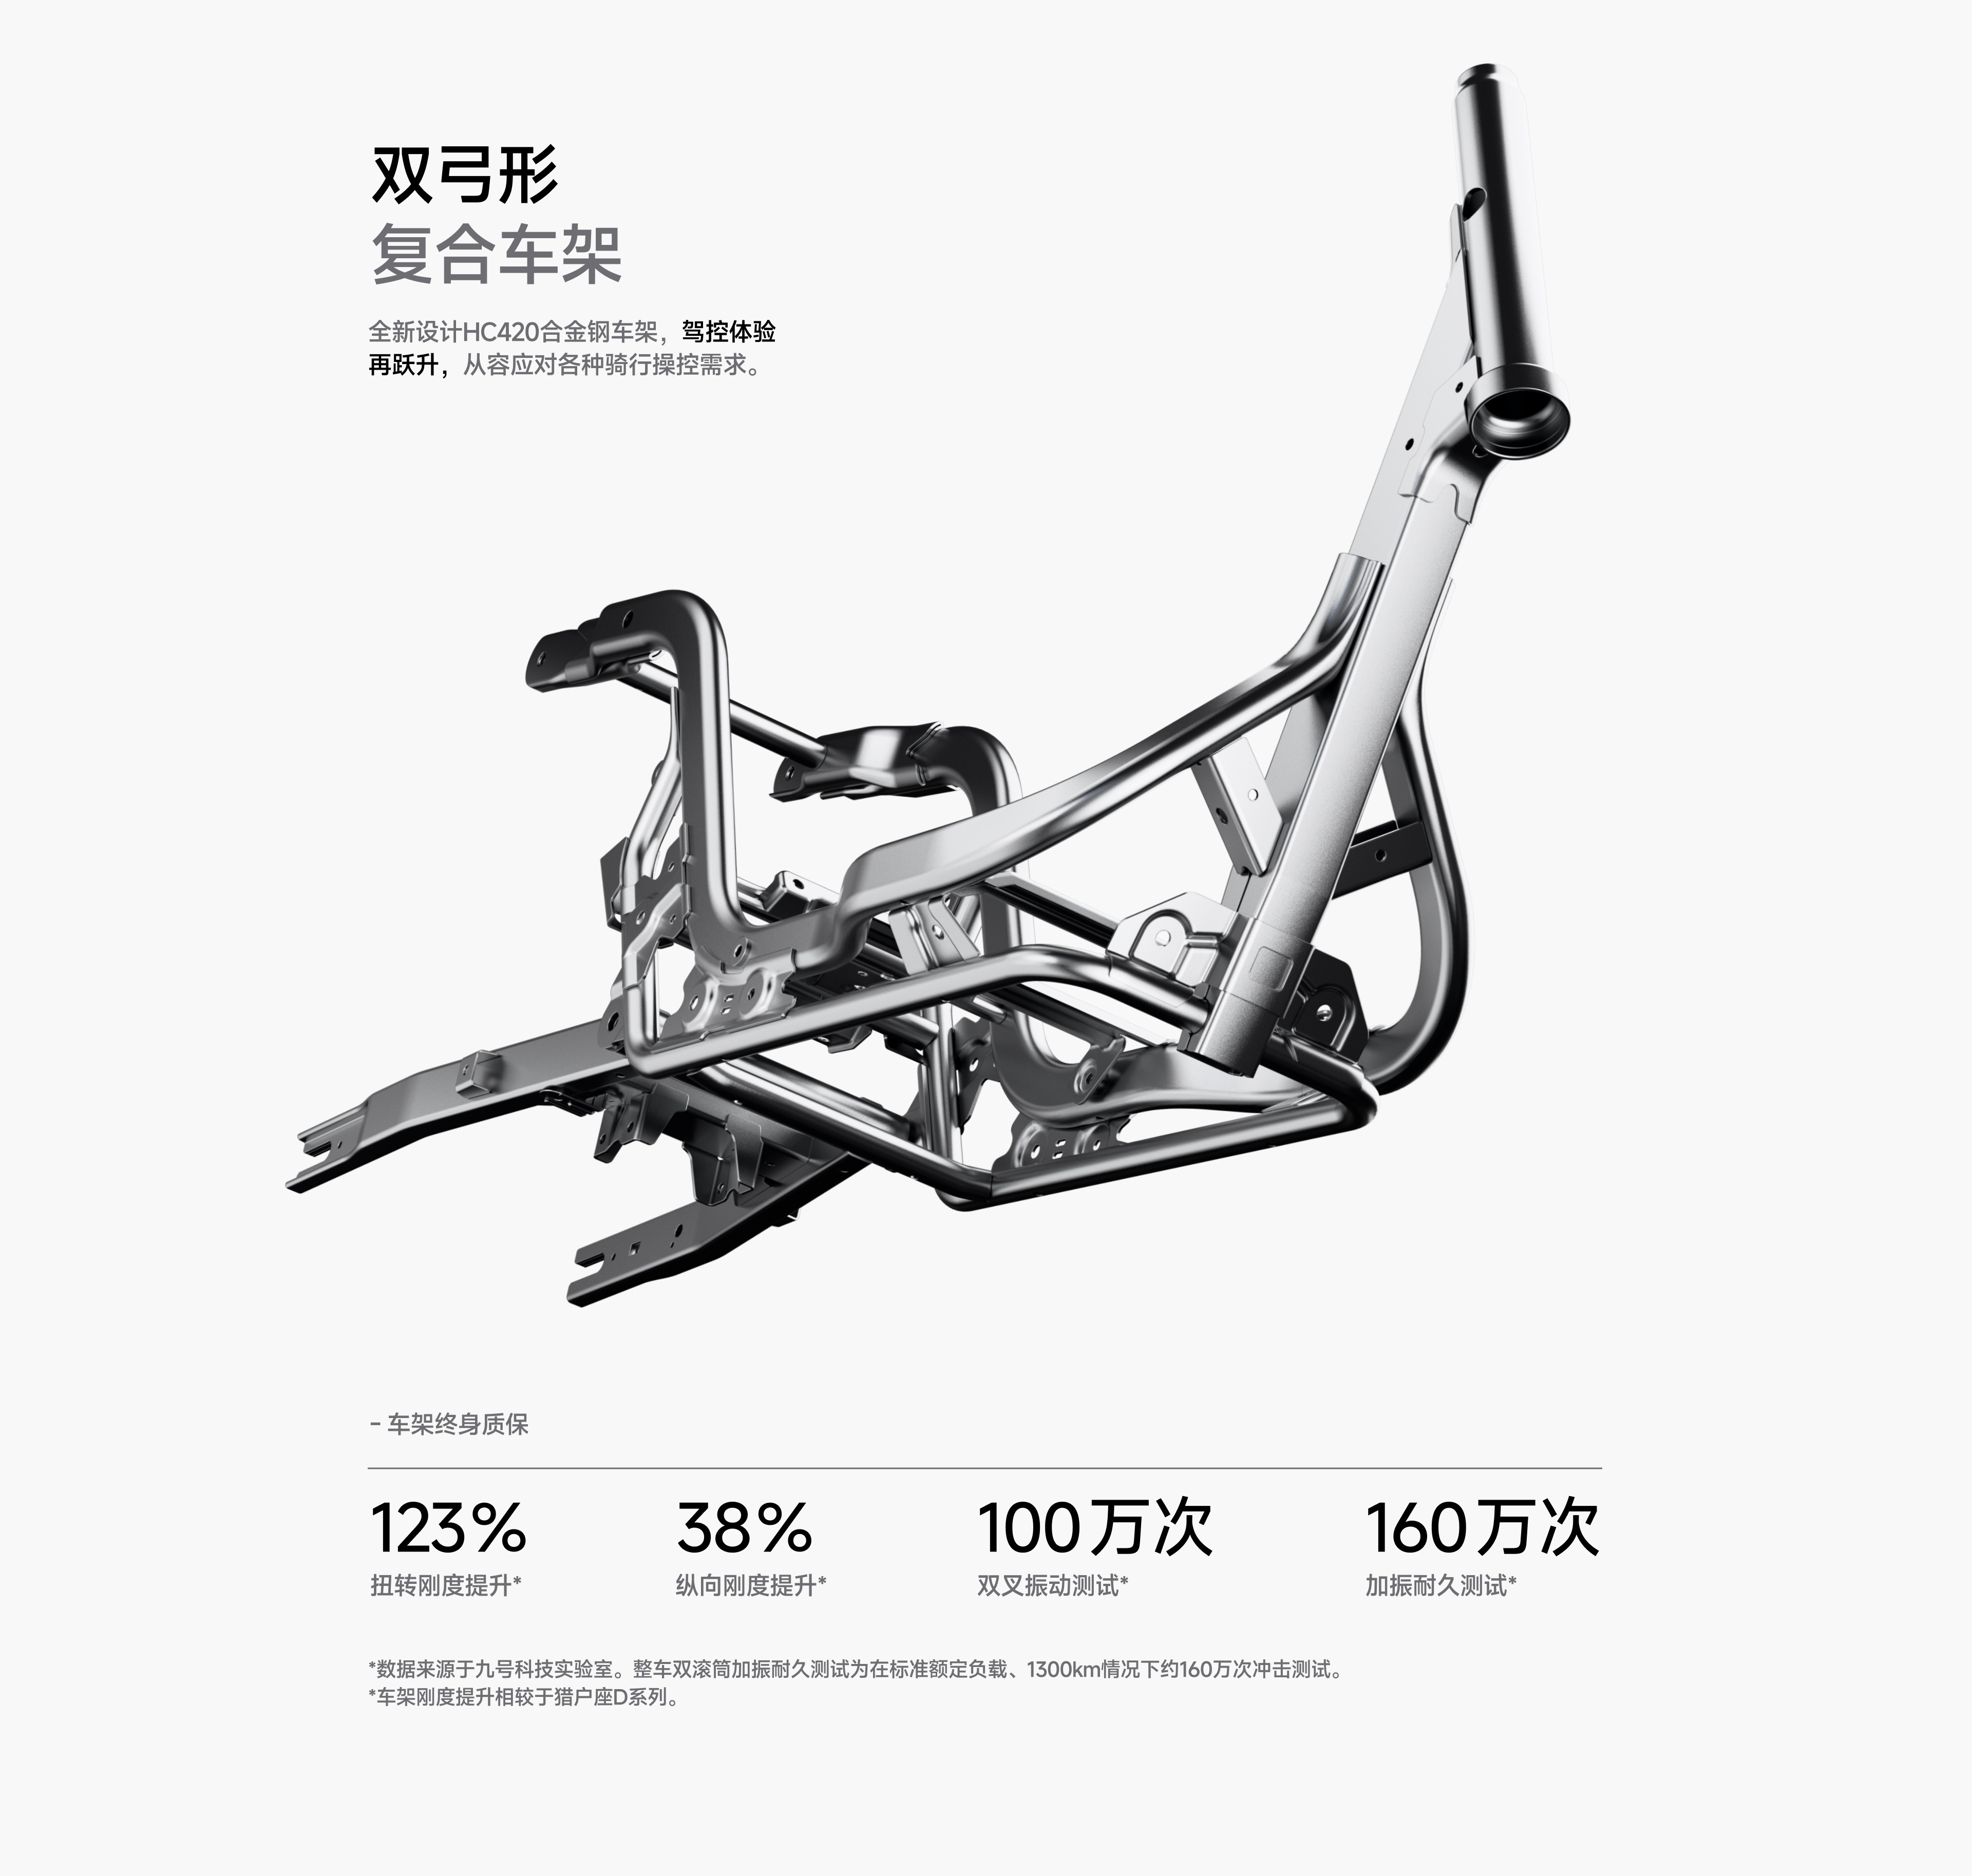 双弓形
复合车架
全新设计HC420合金钢车架，驾控体验
再跃升，从容应对各种骑行操控需求。
- 车架终身质保
123%
38%
100万次
160万次
扭转刚度提升*
纵向刚度提升*
双叉振动测试*
加振耐久测试*
*数据来源于九号科技实验室。整车双滚筒加振耐久测试为在标准额定负载、1300km情况下约160万次冲击测试。
*车架刚度提升相较于猎户座D系列。